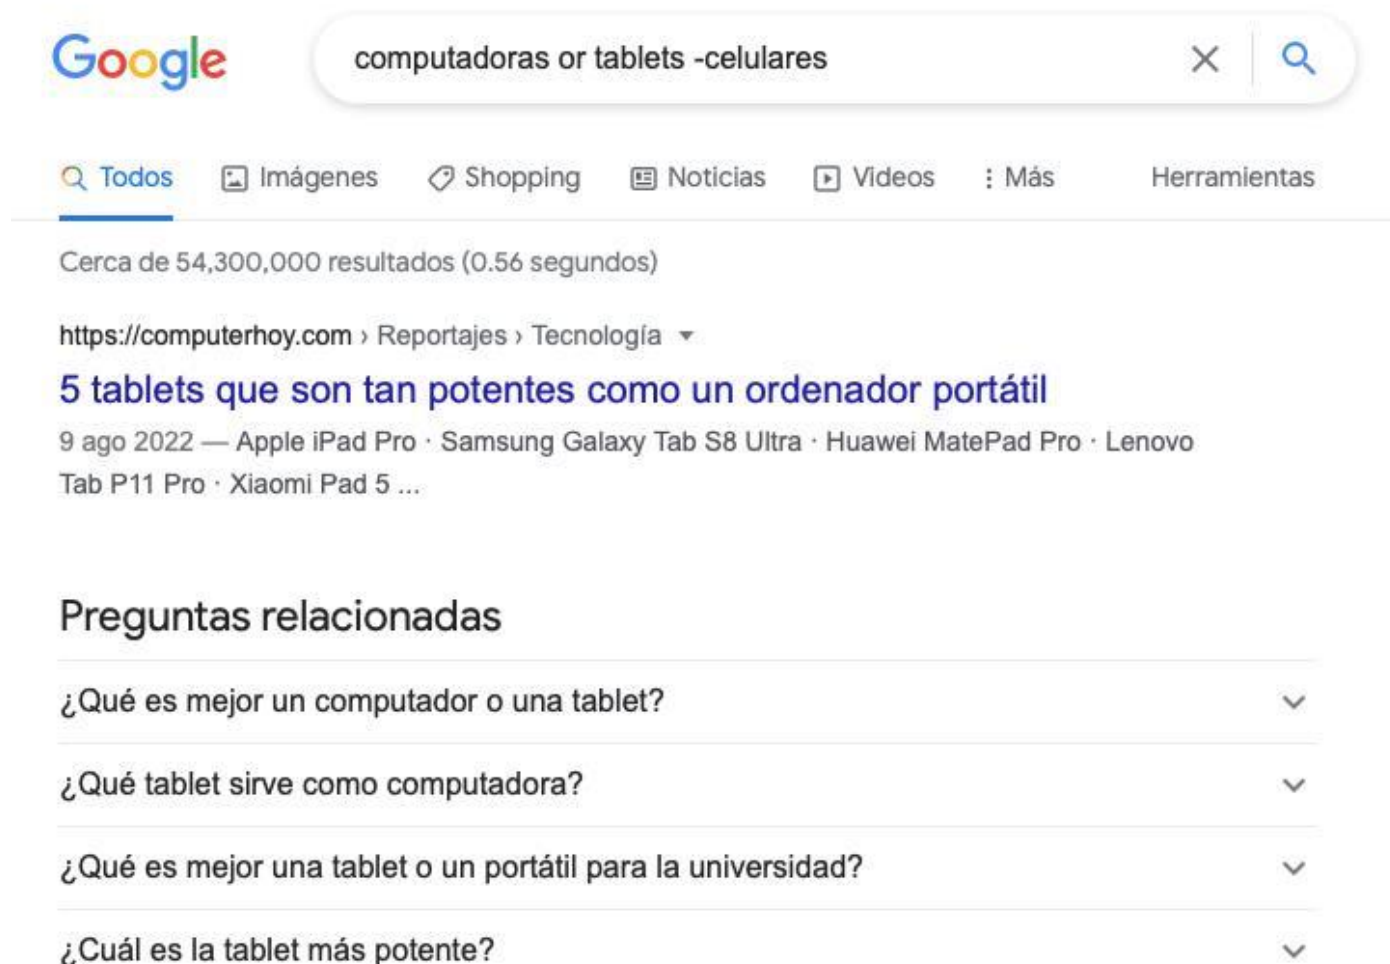 Google
computadoras or tablets -celulares
Todos Imágenes Shopping Noticias Videos Más Herramientas
Cerca de 54,300,000 resultados (0.56 segundos)
https://computerhoy.com › Reportajes › Tecnología
5 tablets que son tan potentes como un ordenador portátil
9 ago 2022 — Apple iPad Pro · Samsung Galaxy Tab S8 Ultra · Huawei MatePad Pro · Lenovo
Tab P11 Pro · Xiaomi Pad 5 ...
Preguntas relacionadas
¿Qué es mejor un computador o una tablet?
¿Qué tablet sirve como computadora?
¿Qué es mejor una tablet o un portátil para la universidad?
¿Cuál es la tablet más potente?